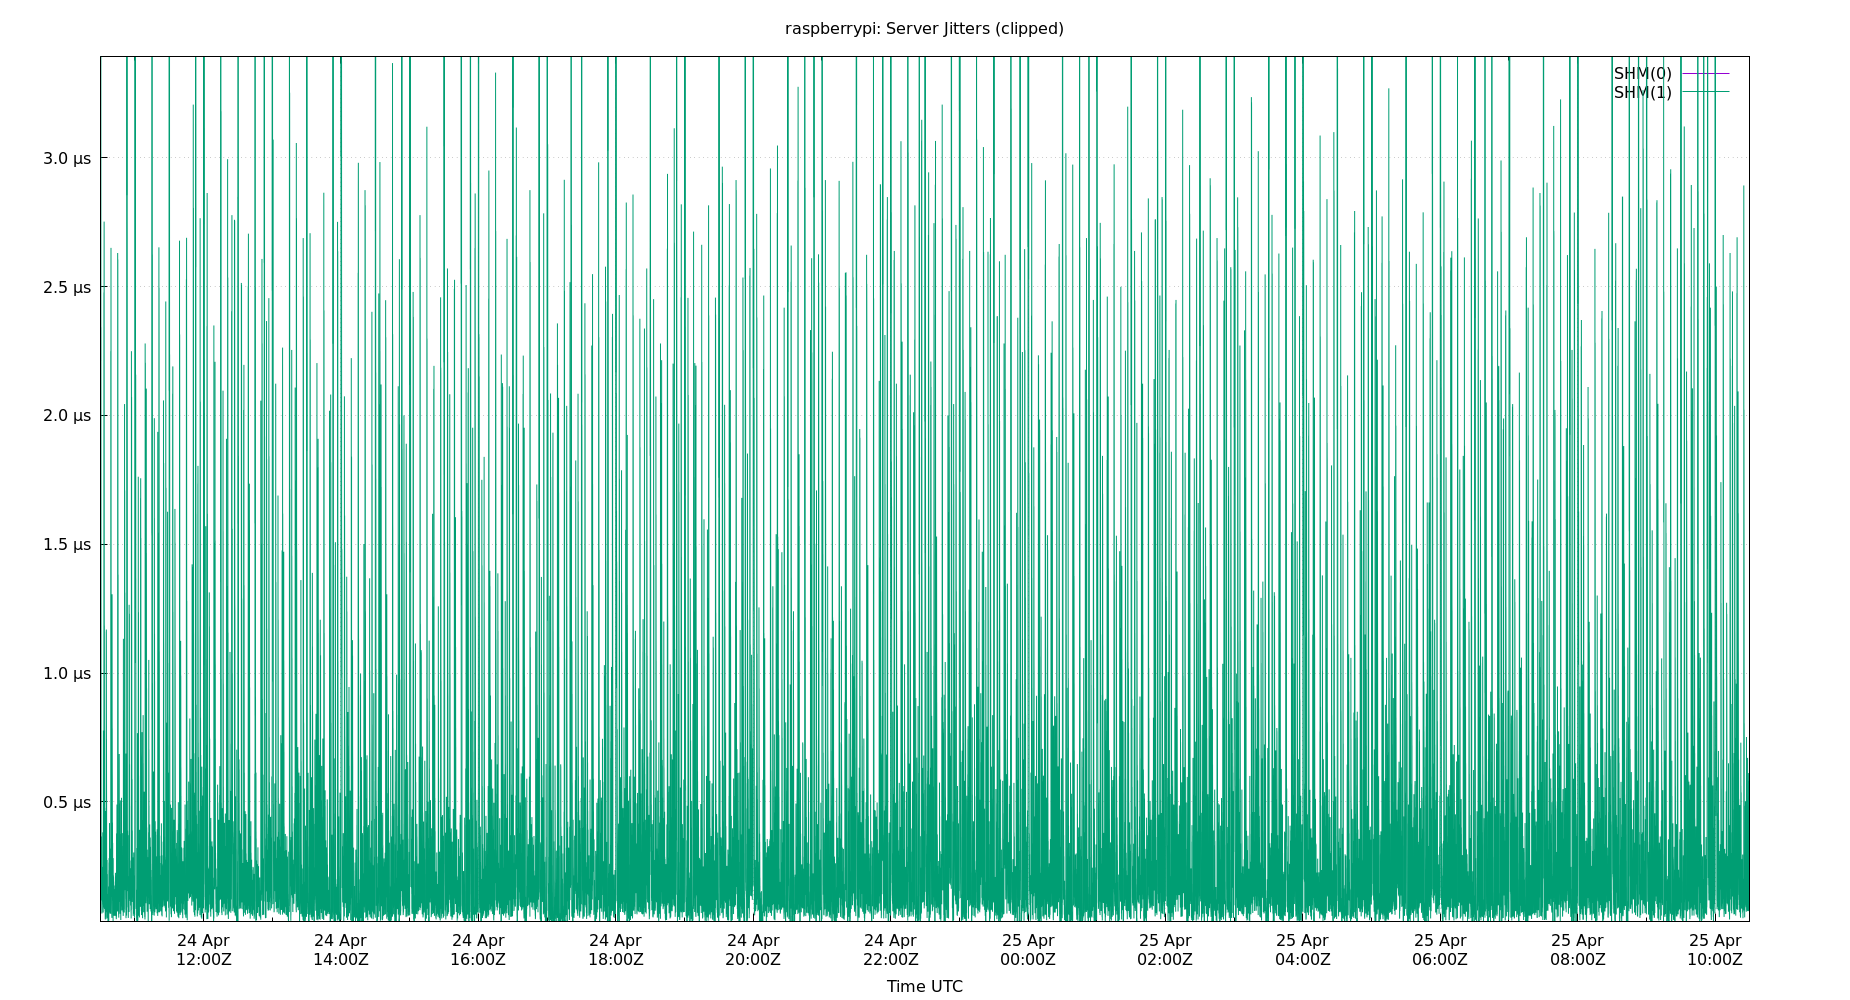 raspberrypi: Server Jitters (clipped)
SHM(0)
SHM(1)
3.0 µs
2.5 µs
2.0 µs
1.5 µs
1.0 µs
0.5 µs
24 Apr 24 Apr 24 Apr 24 Apr 24 Apr 24 Apr 25 Apr 25 Apr 25 Apr 25 Apr 25 Apr 25 Apr
12:00Z 14:00Z 16:00Z 18:00Z 20:00Z 22:00Z 00:00Z 02:00Z 04:00Z 06:00Z 08:00Z 10:00Z
Time UTC